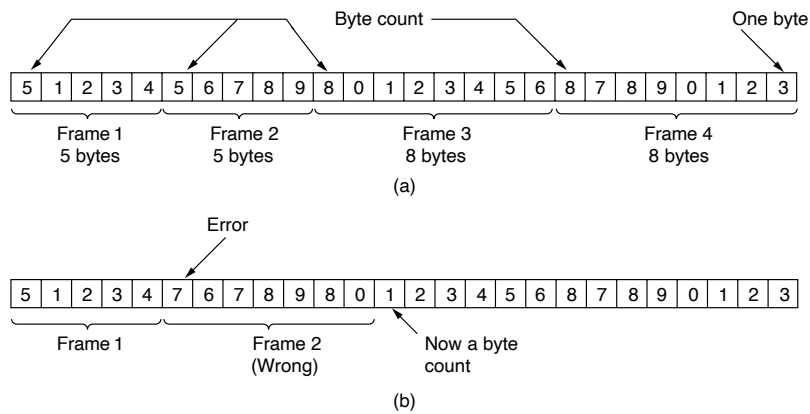 Byte count One byte
5 1 2 3 4 5 6 7 8 9 8 0 1 2 3 4 5 6 8 7 8 9 0 1 2 3
Frame 1 Frame 2 Frame 3 Frame 4
5 bytes 5 bytes 8 bytes 8 bytes
(a)
Error
5 1 2 3 4 7 6 7 8 9 8 0 1 2 3 4 5 6 8 7 8 9 0 1 2 3
Frame 1 Frame 2 Now a byte
(Wrong) count
(b)